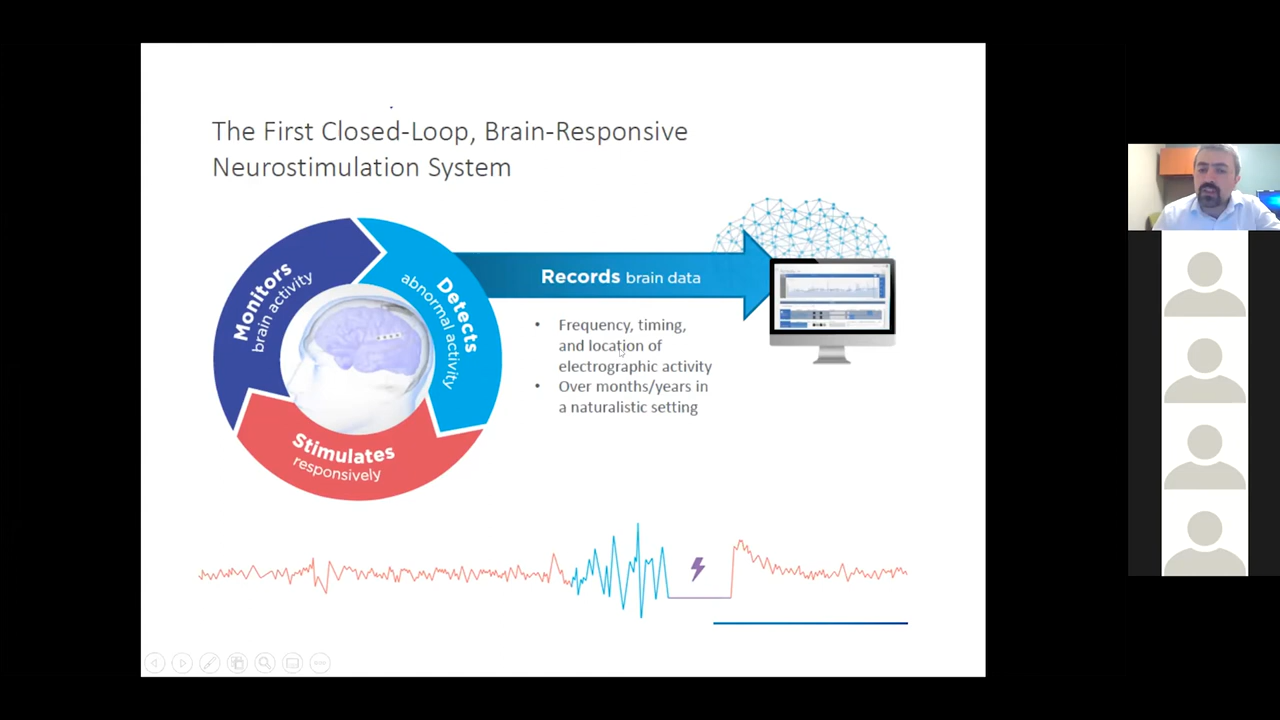 The First Closed-Loop, Brain-Responsive
Neurostimulation System
Monitors
brain activity
Detects
abnormal activity
Stimulates
responsively
Records brain data
• Frequency, timing,
and location of
electrographic activity
• Over months/years in
a naturalistic setting